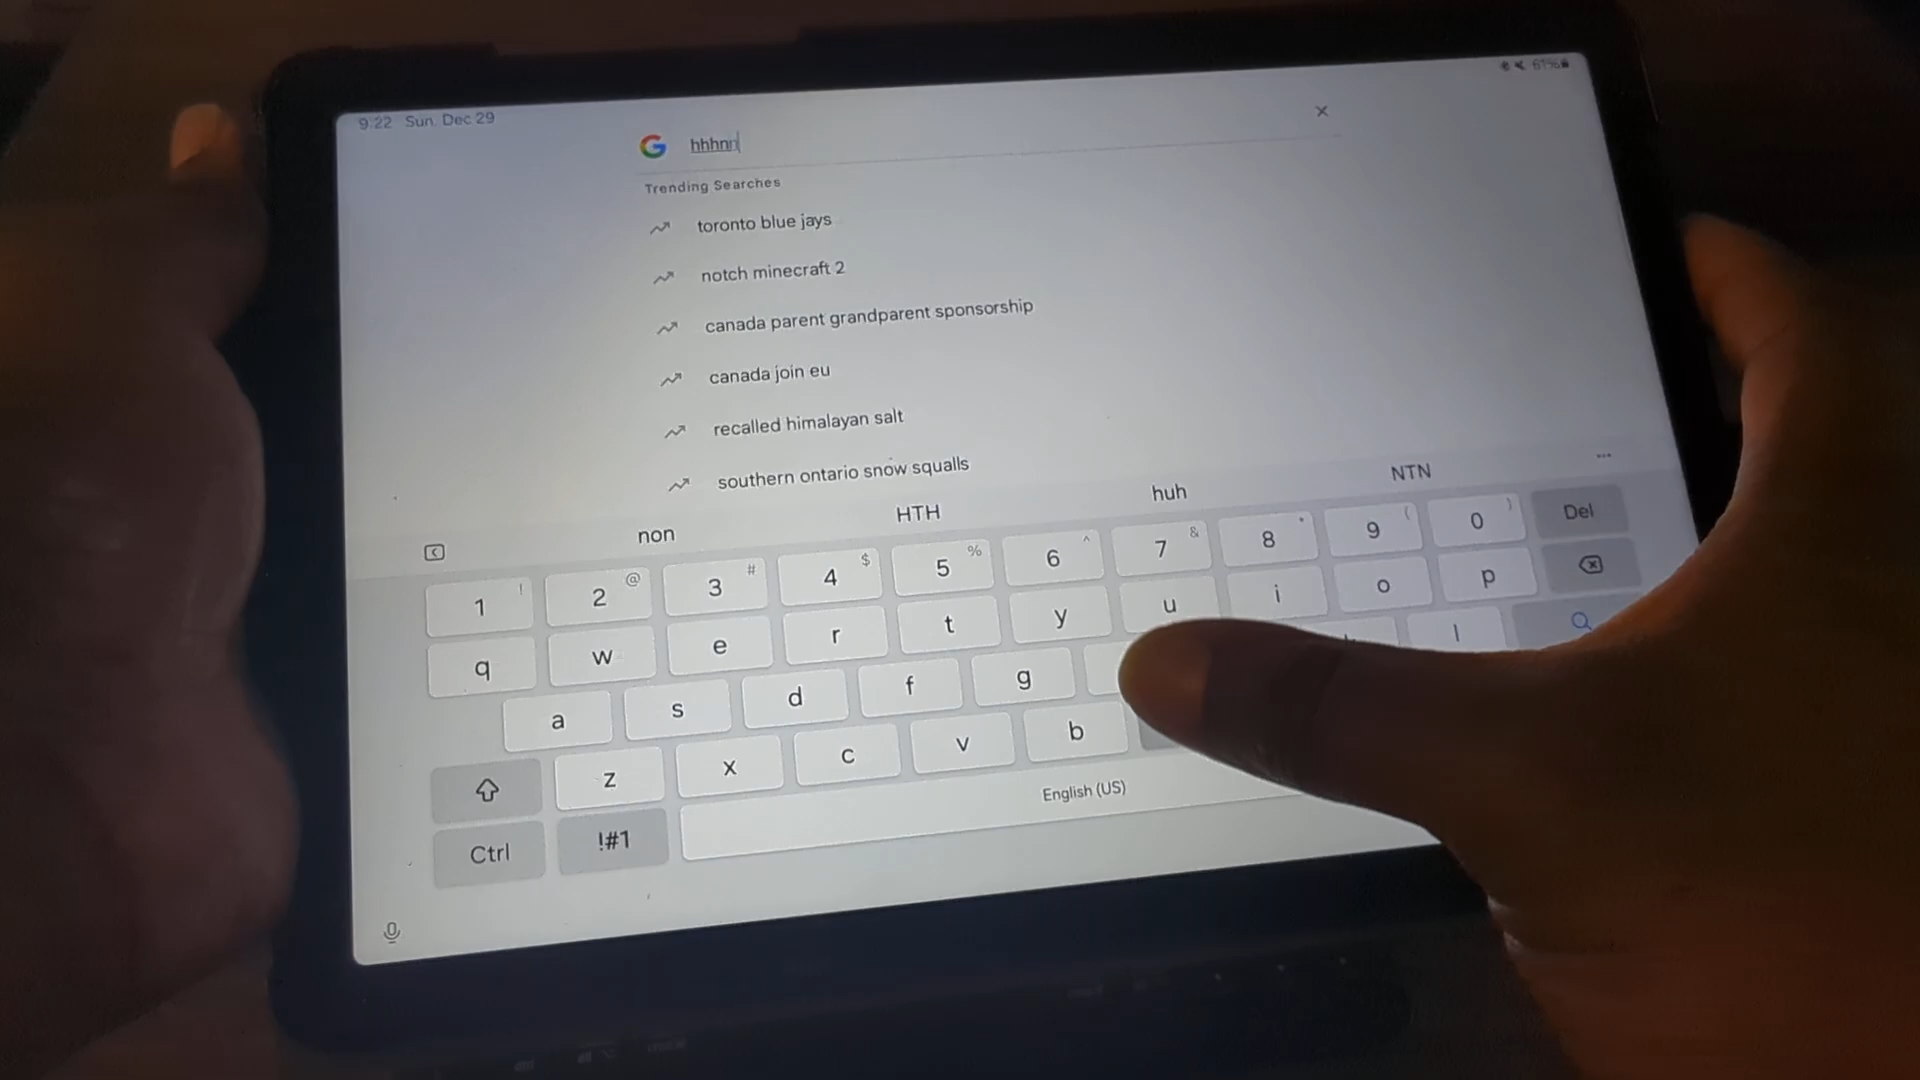 9:22 Sun, Dec 29
61%
hhhnn
Trending Searches
toronto blue jays
notch minecraft 2
canada parent grandparent sponsorship
canada join eu
recalled himalayan salt
southern ontario snow squalls
non HTH huh NTN ...
1 ! 2 @ 3 # 4 $ 5 % 6 ^ 7 & 8 * 9 ( 0 ) Del
q w e r t y u i o p
a s d f g l
z x c v b
Ctrl !#1 English (US)